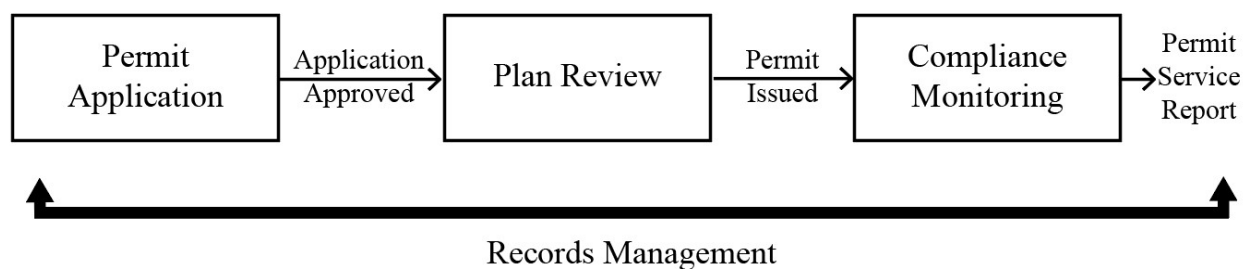 Permit
Application
Application
Approved
Plan Review
Permit
Issued
Compliance
Monitoring
Permit
Service
Report
Records Management